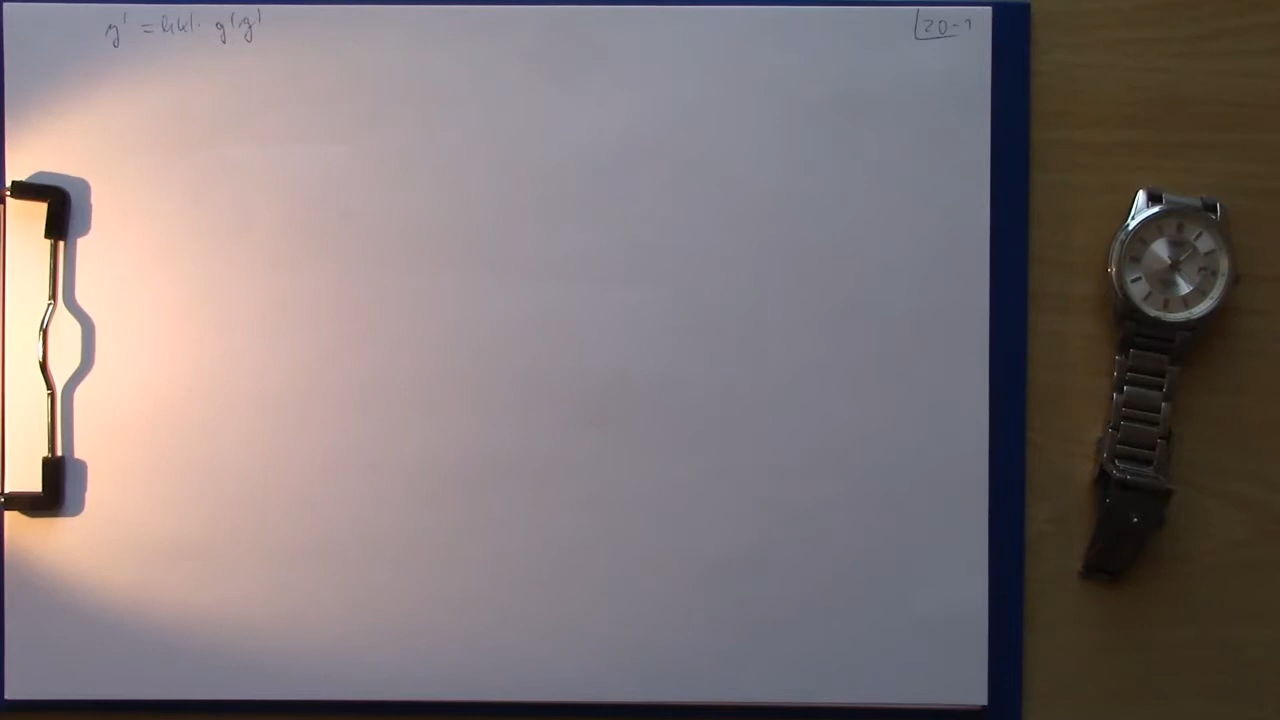 y' = h(x) · g(y)
20-1